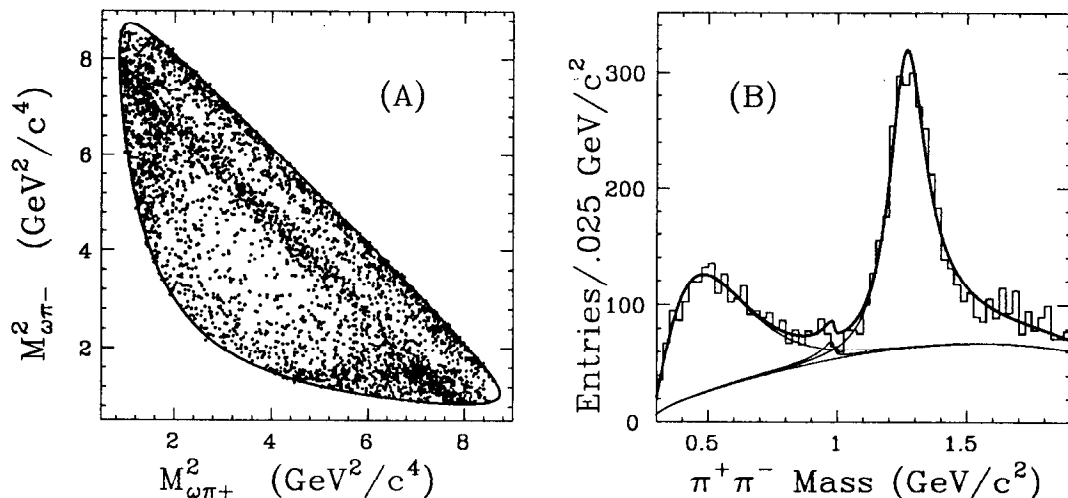 (A)
M²ωπ− (GeV²/c⁴)
8
6
4
2
2 4 6 8
M²ωπ+ (GeV²/c⁴)
(B)
Entries/.025 GeV/c²
300
200
100
0
0.5 1 1.5
π⁺π⁻ Mass (GeV/c²)